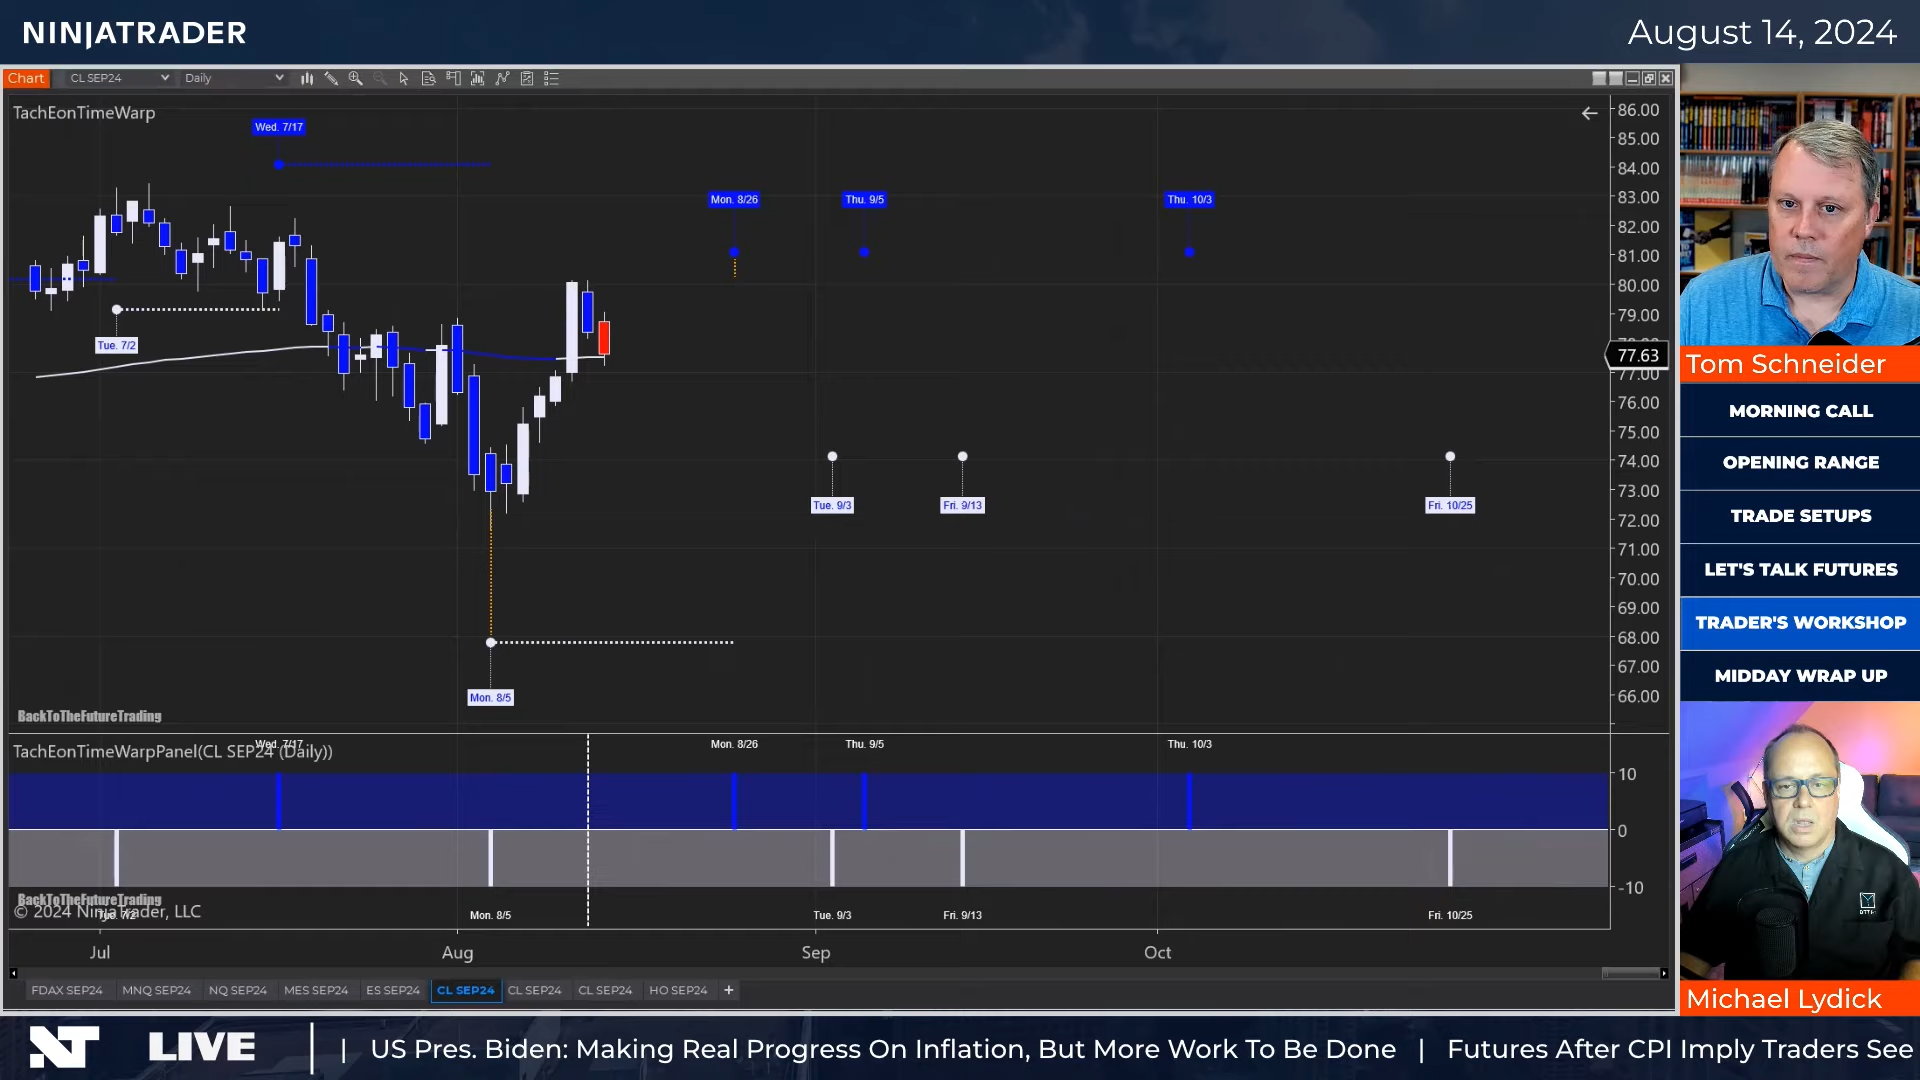 NINJATRADER
August 14, 2024
Chart
CL SEP24
Daily
TachEonTimeWarp
Wed. 7/17
Mon. 8/26
Thu. 9/5
Thu. 10/3
Tue. 7/2
Tue. 9/3
Fri. 9/13
Fri. 10/25
Mon. 8/5
BackToTheFutureTrading
86.00
85.00
84.00
83.00
82.00
81.00
80.00
79.00
77.63
77.00
76.00
75.00
74.00
73.00
72.00
71.00
70.00
69.00
68.00
67.00
66.00
TachEonTimeWarpPanel(CL SEP24 (Daily))
Wed. 7/17
Mon. 8/26
Thu. 9/5
Thu. 10/3
10
0
-10
BackToTheFutureTrading
© 2024 NinjaTrader, LLC
Tue. 7/2
Mon. 8/5
Tue. 9/3
Fri. 9/13
Fri. 10/25
Jul
Aug
Sep
Oct
FDAX SEP24
MNQ SEP24
NQ SEP24
MES SEP24
ES SEP24
CL SEP24
CL SEP24
CL SEP24
HO SEP24
+
Tom Schneider
MORNING CALL
OPENING RANGE
TRADE SETUPS
LET'S TALK FUTURES
TRADER'S WORKSHOP
MIDDAY WRAP UP
Michael Lydick
NT LIVE | | US Pres. Biden: Making Real Progress On Inflation, But More Work To Be Done | Futures After CPI Imply Traders See